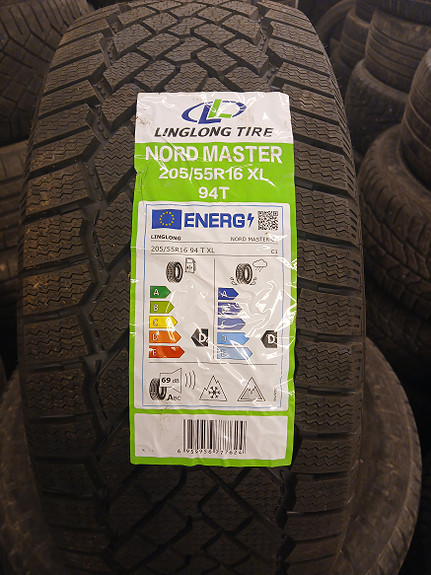 LINGLONG TIRE
NORD MASTER
205/55R16 XL
94T
ENERG
LINGLONG NORD MASTER
205/55R16 94 T XL C1
A A
B
C
D D D
E
69 dB
ABC